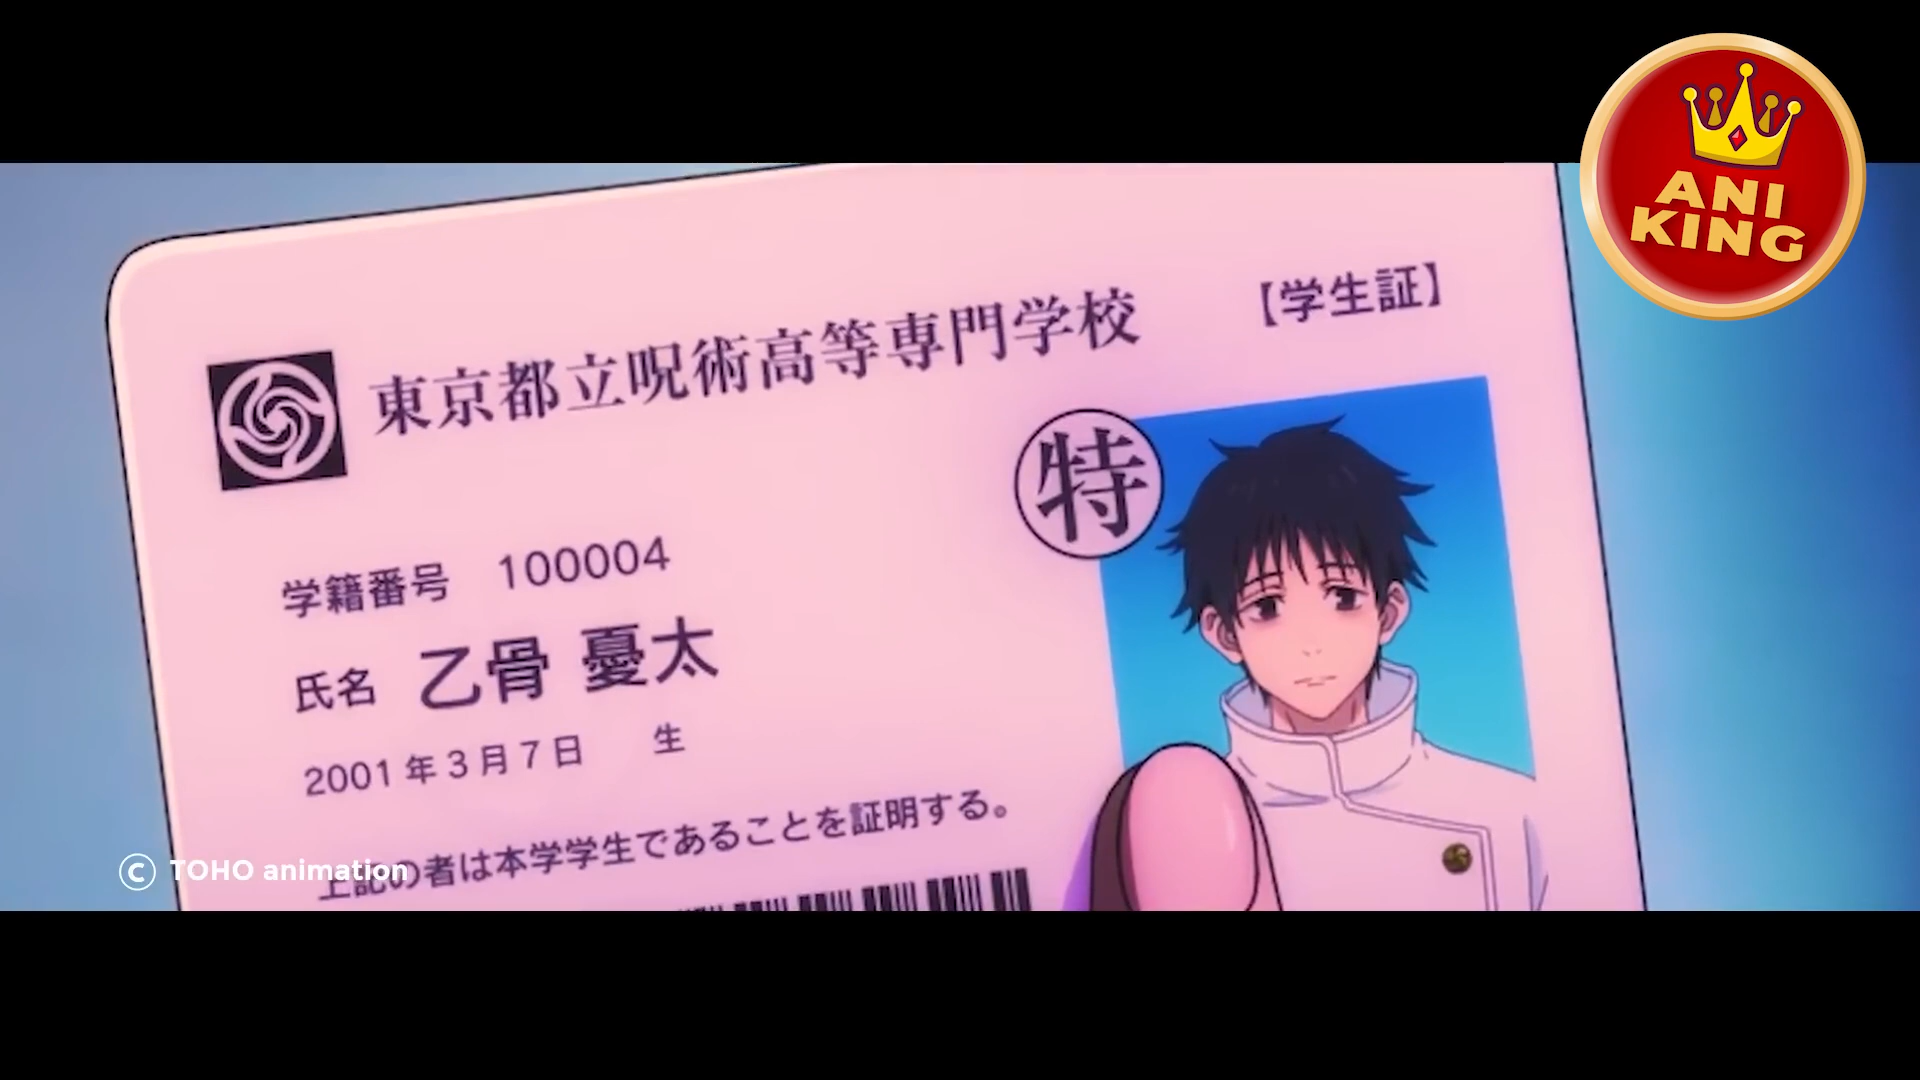 ANI
KING
東京都立呪術高等専門学校 【学生証】
特
学籍番号 100004
氏名 乙骨 憂太
2001年3月7日 生
上記の者は本学学生であることを証明する。
© TOHO animation